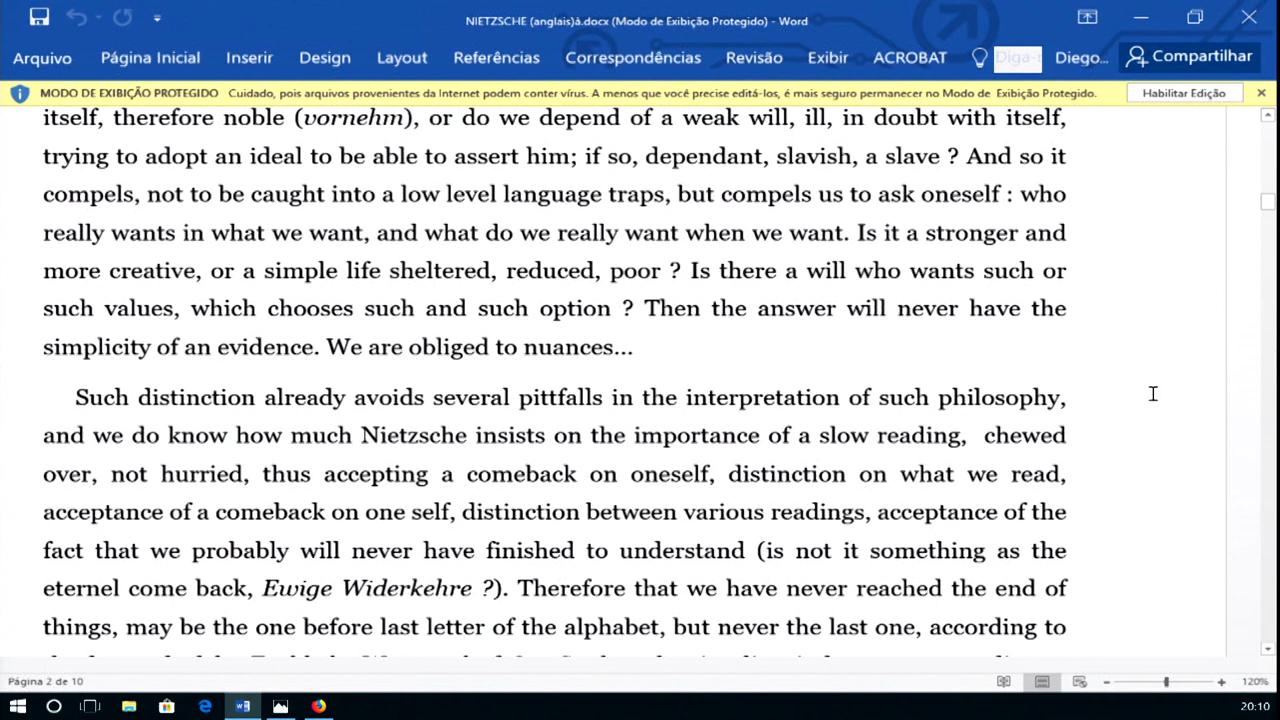 NIETZSCHE (anglais)à.docx (Modo de Exibição Protegido) - Word
Arquivo Página Inicial Inserir Design Layout Referências Correspondências Revisão Exibir ACROBAT Diego... Compartilhar
MODO DE EXIBIÇÃO PROTEGIDO Cuidado, pois arquivos provenientes da Internet podem conter vírus. A menos que você precise editá-los, é mais seguro permanecer no Modo de Exibição Protegido. Habilitar Edição
itself, therefore noble (vornehm), or do we depend of a weak will, ill, in doubt with itself,
trying to adopt an ideal to be able to assert him; if so, dependant, slavish, a slave ? And so it
compels, not to be caught into a low level language traps, but compels us to ask oneself : who
really wants in what we want, and what do we really want when we want. Is it a stronger and
more creative, or a simple life sheltered, reduced, poor ? Is there a will who wants such or
such values, which chooses such and such option ? Then the answer will never have the
simplicity of an evidence. We are obliged to nuances...
Such distinction already avoids several pittfalls in the interpretation of such philosophy,
and we do know how much Nietzsche insists on the importance of a slow reading, chewed
over, not hurried, thus accepting a comeback on oneself, distinction on what we read,
acceptance of a comeback on one self, distinction between various readings, acceptance of the
fact that we probably will never have finished to understand (is not it something as the
eternel come back, Ewige Widerkehre ?). Therefore that we have never reached the end of
things, may be the one before last letter of the alphabet, but never the last one, according to
Página 2 de 10 120%
20:10